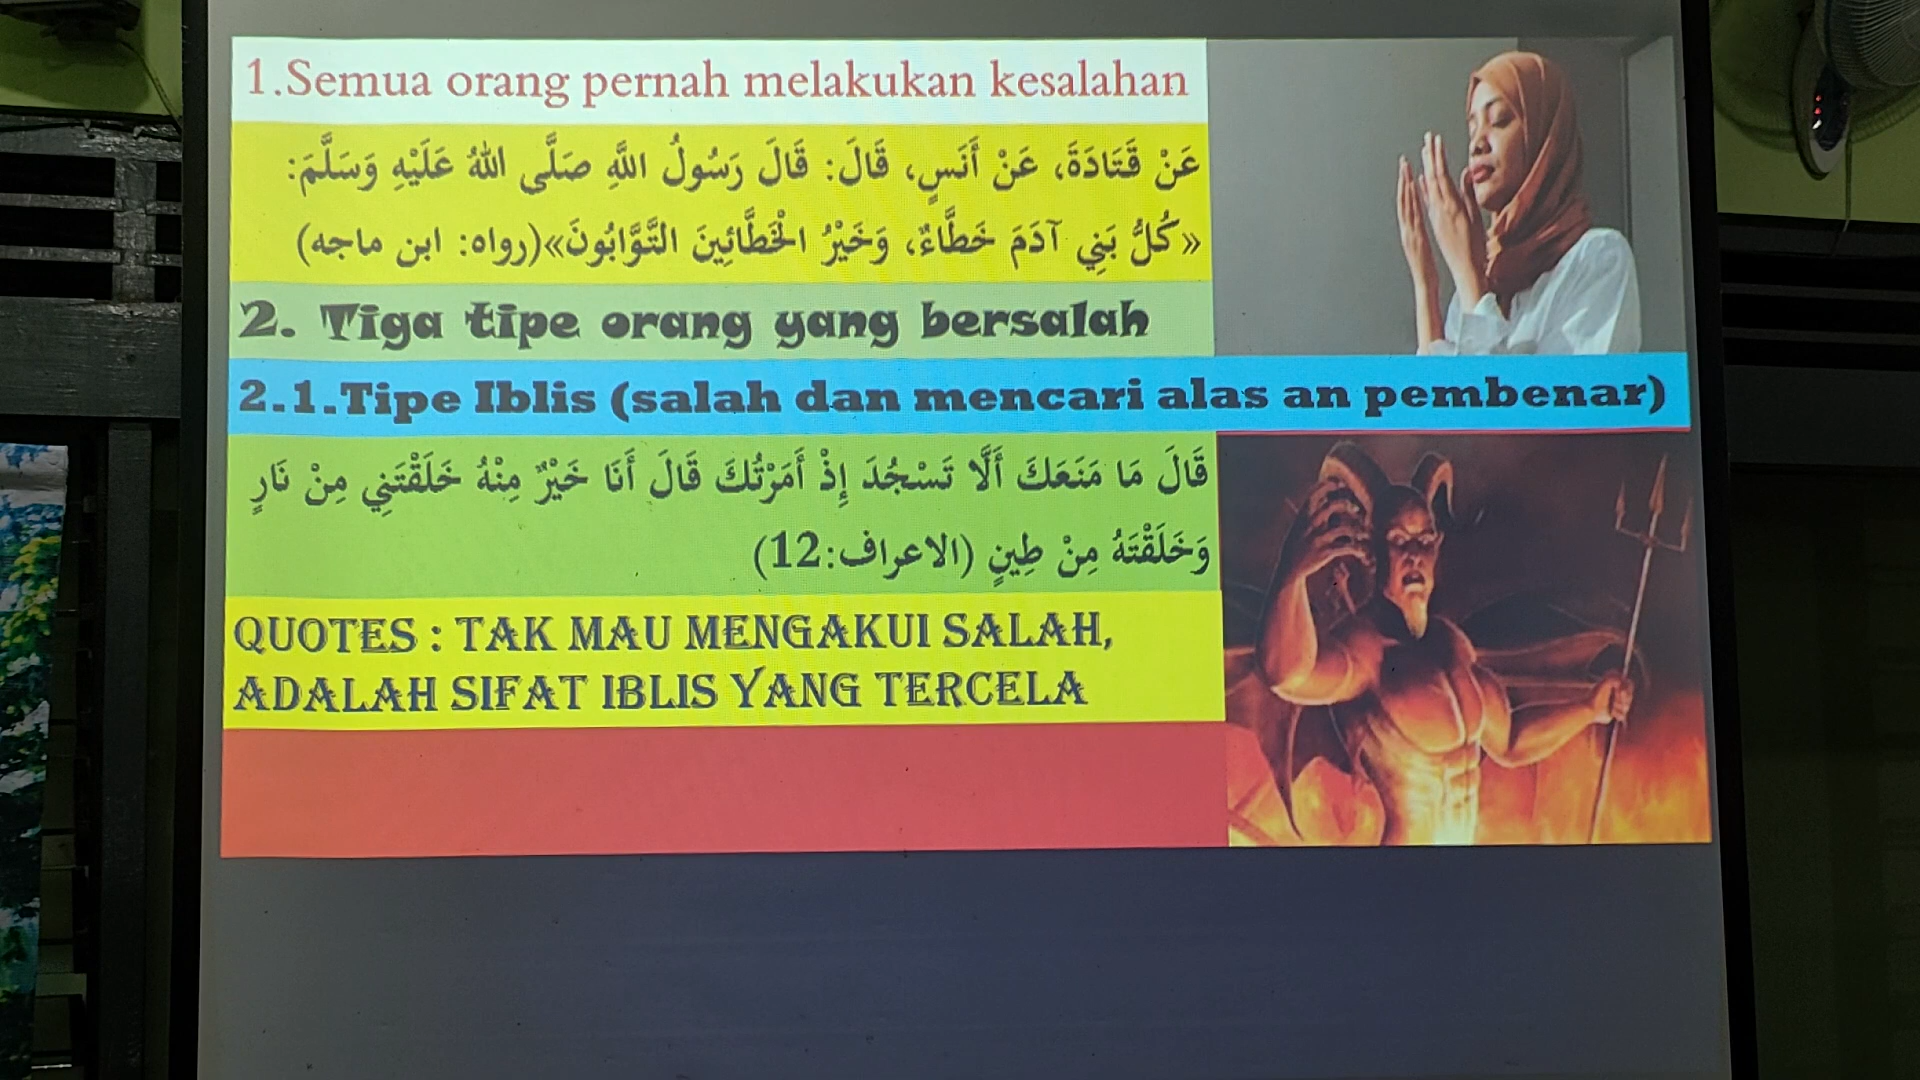 1.Semua orang pernah melakukan kesalahan
عَنْ قَتَادَةَ، عَنْ أَنَسٍ، قَالَ: قَالَ رَسُولُ اللَّهِ صَلَّى اللهُ عَلَيْهِ وَسَلَّمَ:
«كُلُّ بَنِي آدَمَ خَطَّاءٌ، وَخَيْرُ الْخَطَّائِينَ التَّوَّابُونَ»(رواه: ابن ماجه)
2. Tiga tipe orang yang bersalah
2.1.Tipe Iblis (salah dan mencari alas an pembenar)
قَالَ مَا مَنَعَكَ أَلَّا تَسْجُدَ إِذْ أَمَرْتُكَ قَالَ أَنَا خَيْرٌ مِنْهُ خَلَقْتَنِي مِنْ نَارٍ
وَخَلَقْتَهُ مِنْ طِينٍ (الاعراف:12)
QUOTES : TAK MAU MENGAKUI SALAH,
ADALAH SIFAT IBLIS YANG TERCELA